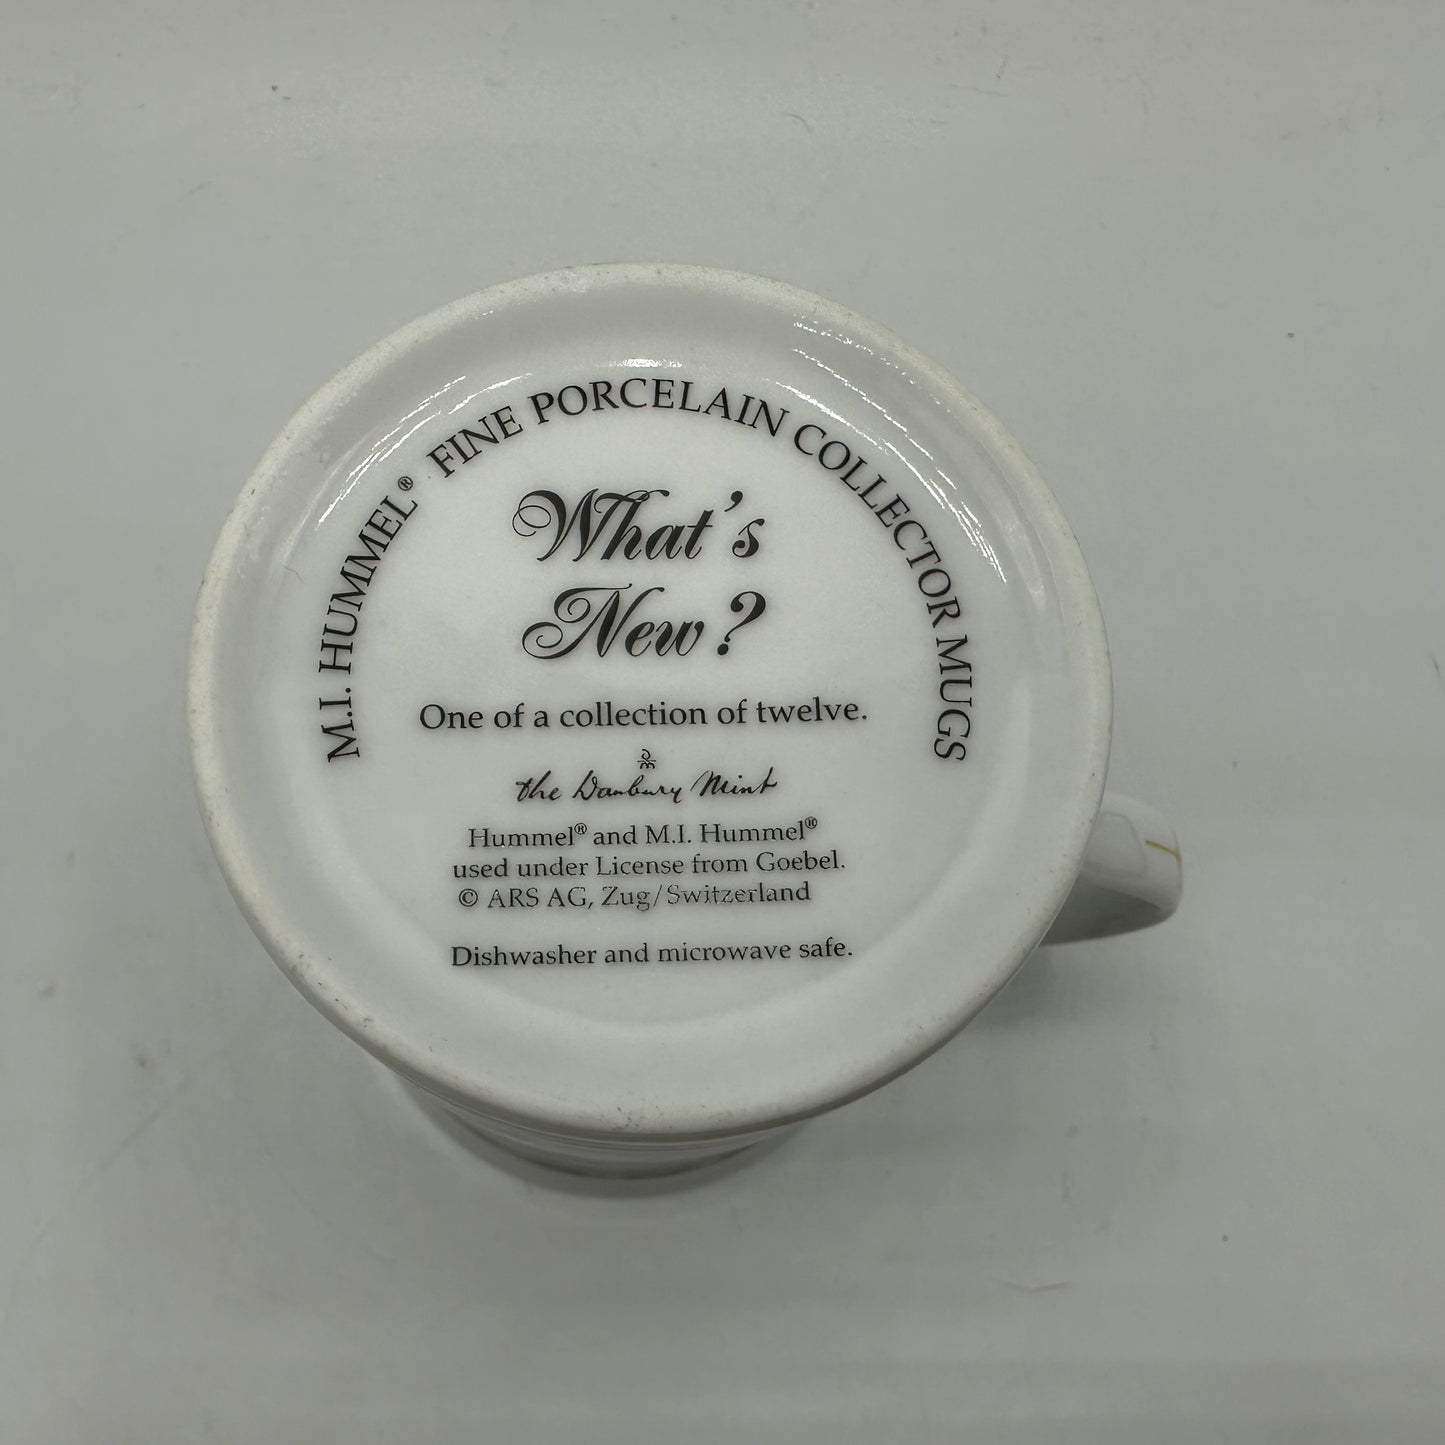 M.I. HUMMEL® FINE PORCELAIN COLLECTOR MUGS
What's
New?
One of a collection of twelve.
DM
the Danbury Mint
Hummel® and M.I. Hummel®
used under License from Goebel.
© ARS AG, Zug/Switzerland
Dishwasher and microwave safe.